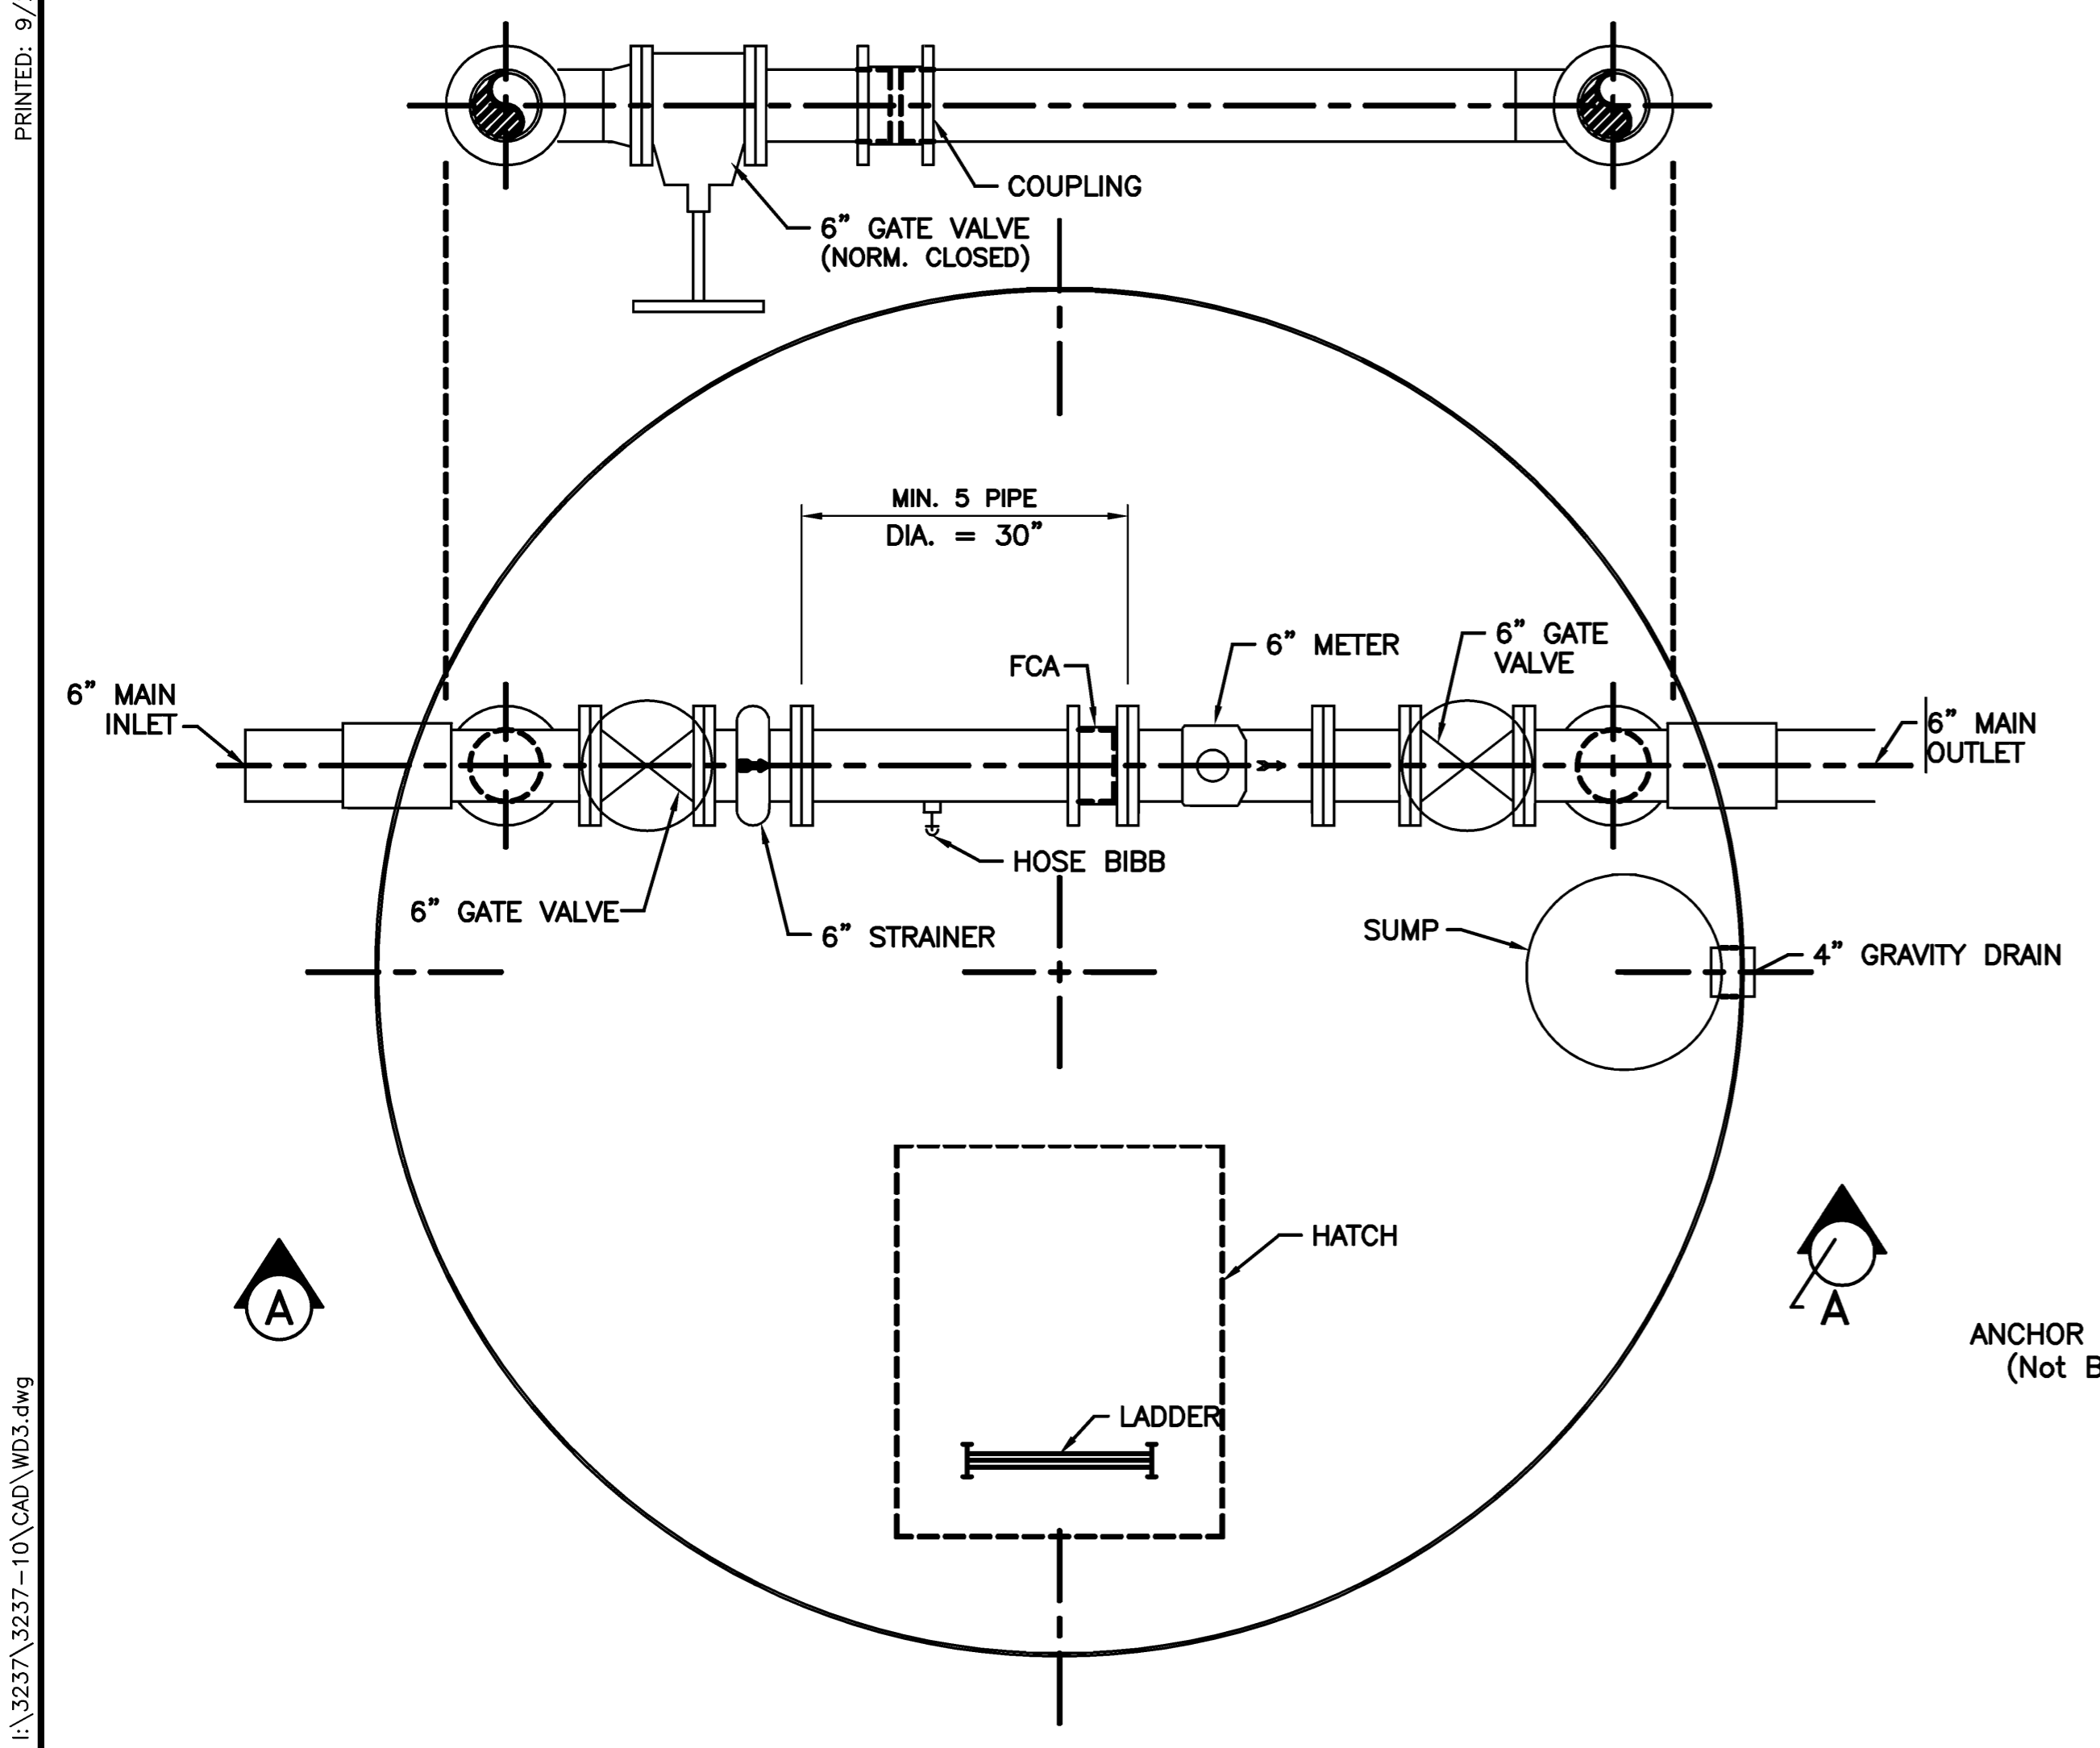 PRINTED: 9/
COUPLING
6" GATE VALVE
(NORM. CLOSED)
MIN. 5 PIPE
DIA. = 30"
6" METER
6" GATE
VALVE
FCA
6" MAIN
INLET
6" MAIN
OUTLET
HOSE BIBB
6" GATE VALVE
6" STRAINER
SUMP
4" GRAVITY DRAIN
HATCH
A
A
ANCHOR
(Not B
LADDER
I:\3237\3237-10\CAD\WD3.dwg